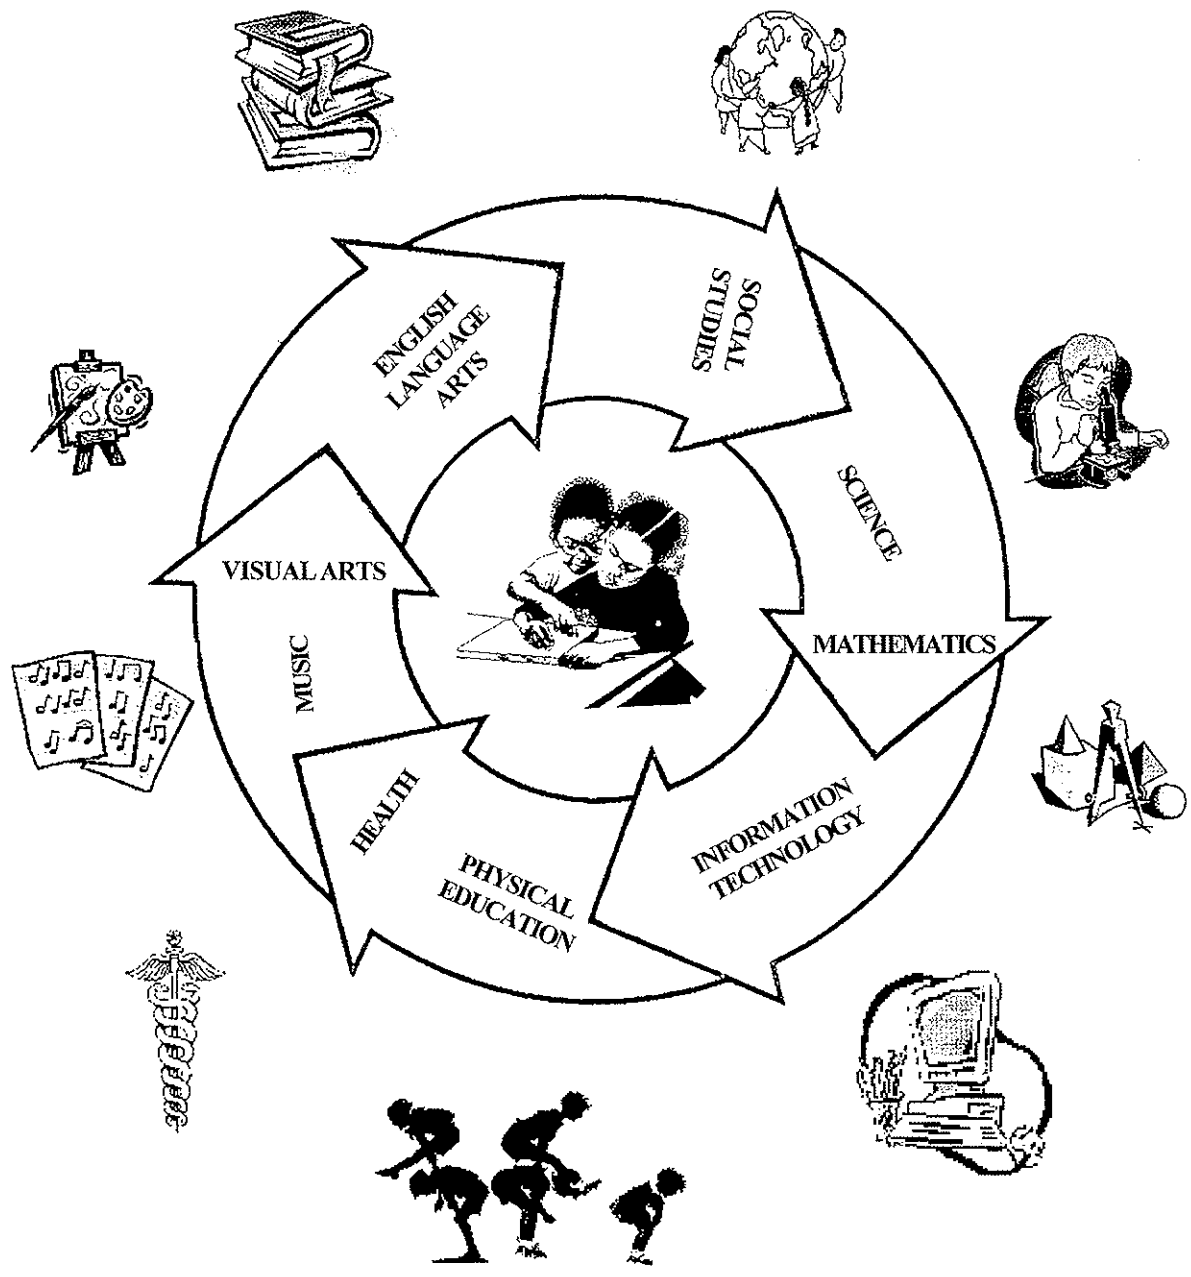 ENGLISH
LANGUAGE
ARTS
SOCIAL
STUDIES
SCIENCE
MATHEMATICS
INFORMATION
TECHNOLOGY
PHYSICAL
EDUCATION
HEALTH
MUSIC
VISUAL ARTS